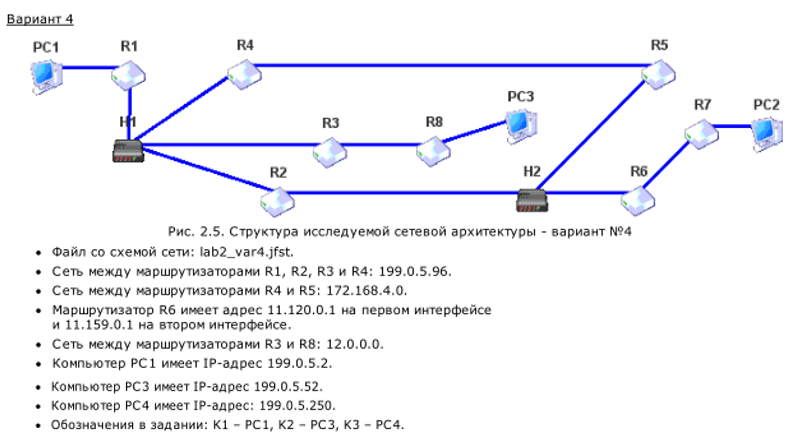 Вариант 4
PC1
R1
R4
R5
H1
R3
R8
PC3
R7
PC2
R2
H2
R6
Рис. 2.5. Структура исследуемой сетевой архитектуры - вариант №4
• Файл со схемой сети: lab2_var4.jfst.
• Сеть между маршрутизаторами R1, R2, R3 и R4: 199.0.5.96.
• Сеть между маршрутизаторами R4 и R5: 172.168.4.0.
• Маршрутизатор R6 имеет адрес 11.120.0.1 на первом интерфейсе
и 11.159.0.1 на втором интерфейсе.
• Сеть между маршрутизаторами R3 и R8: 12.0.0.0.
• Компьютер PC1 имеет IP-адрес 199.0.5.2.
• Компьютер PC3 имеет IP-адрес 199.0.5.52.
• Компьютер PC4 имеет IP-адрес: 199.0.5.250.
• Обозначения в задании: K1 – PC1, K2 – PC3, K3 – PC4.